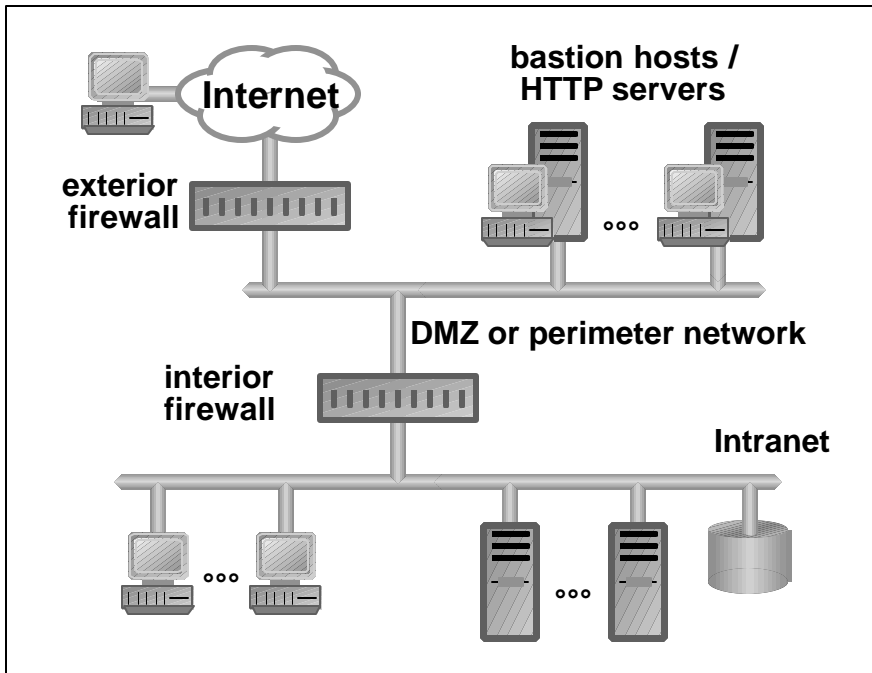 Internet
bastion hosts /
HTTP servers
exterior
firewall
DMZ or perimeter network
interior
firewall
Intranet